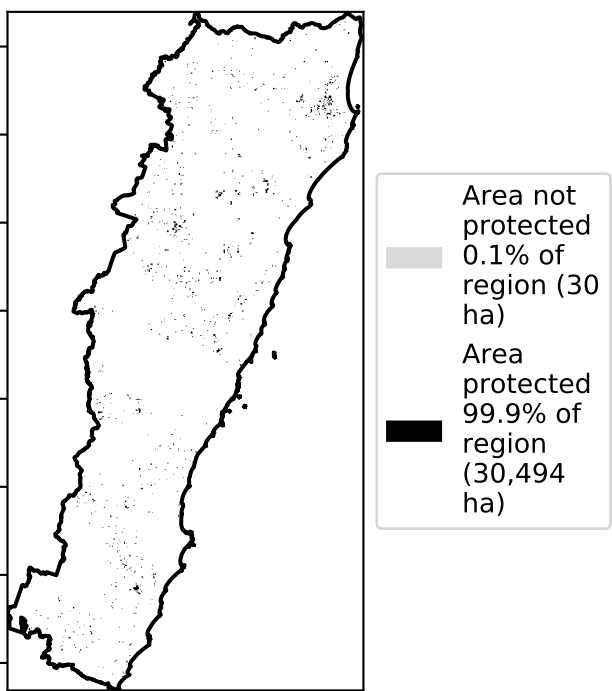 Area not
protected
0.1% of
region (30
ha)
Area
protected
99.9% of
region
(30,494
ha)